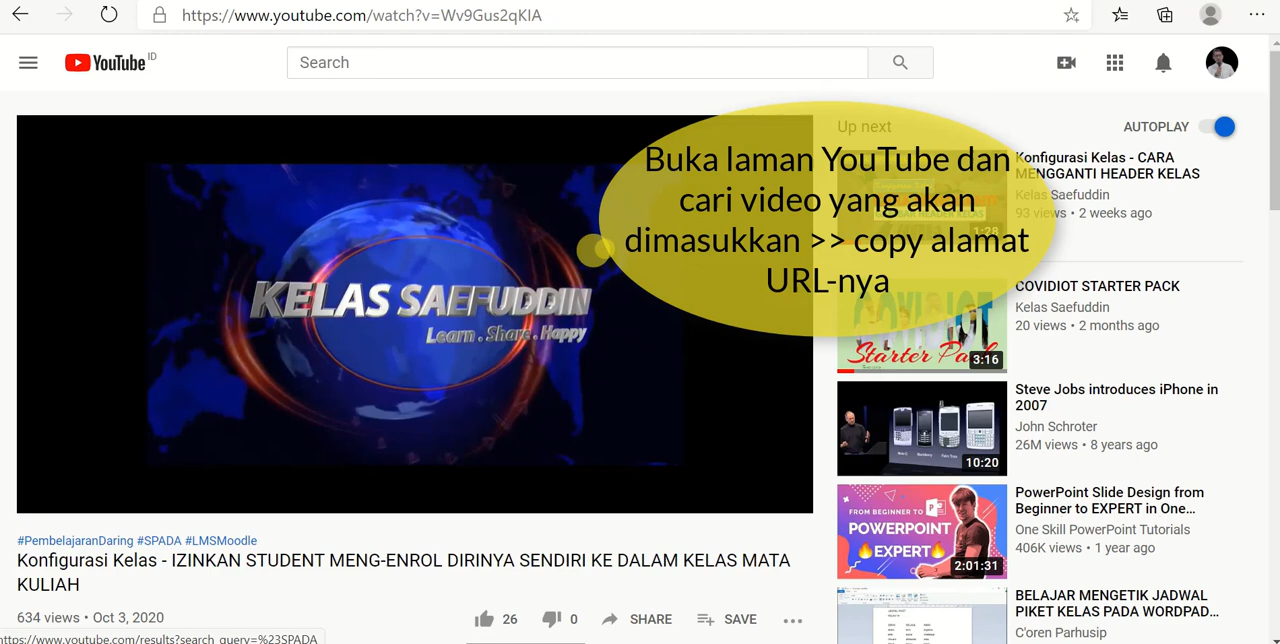 https://www.youtube.com/watch?v=Wv9Gus2qKIA
YouTube ID
Search
Up next
AUTOPLAY
Buka laman YouTube dan
cari video yang akan
dimasukkan >> copy alamat
URL-nya
KELAS SAEFUDDIN
Learn . Share . Happy
Konfigurasi Kelas - CARA
MENGGANTI HEADER KELAS
Kelas Saefuddin
93 views • 2 weeks ago
1:28
COVIDIOT STARTER PACK
Kelas Saefuddin
20 views • 2 months ago
COVIDIOT
Starter Pack
3:16
Steve Jobs introduces iPhone in
2007
John Schroter
26M views • 8 years ago
10:20
PowerPoint Slide Design from
Beginner to EXPERT in One...
One Skill PowerPoint Tutorials
406K views • 1 year ago
FROM BEGINNER TO
POWERPOINT
EXPERT
2:01:31
BELAJAR MENGETIK JADWAL
PIKET KELAS PADA WORDPAD...
C'oren Parhusip
#PembelajaranDaring #SPADA #LMSMoodle
Konfigurasi Kelas - IZINKAN STUDENT MENG-ENROL DIRINYA SENDIRI KE DALAM KELAS MATA
KULIAH
634 views • Oct 3, 2020
26
0
SHARE
SAVE
https://www.youtube.com/results?search_query=%23SPADA